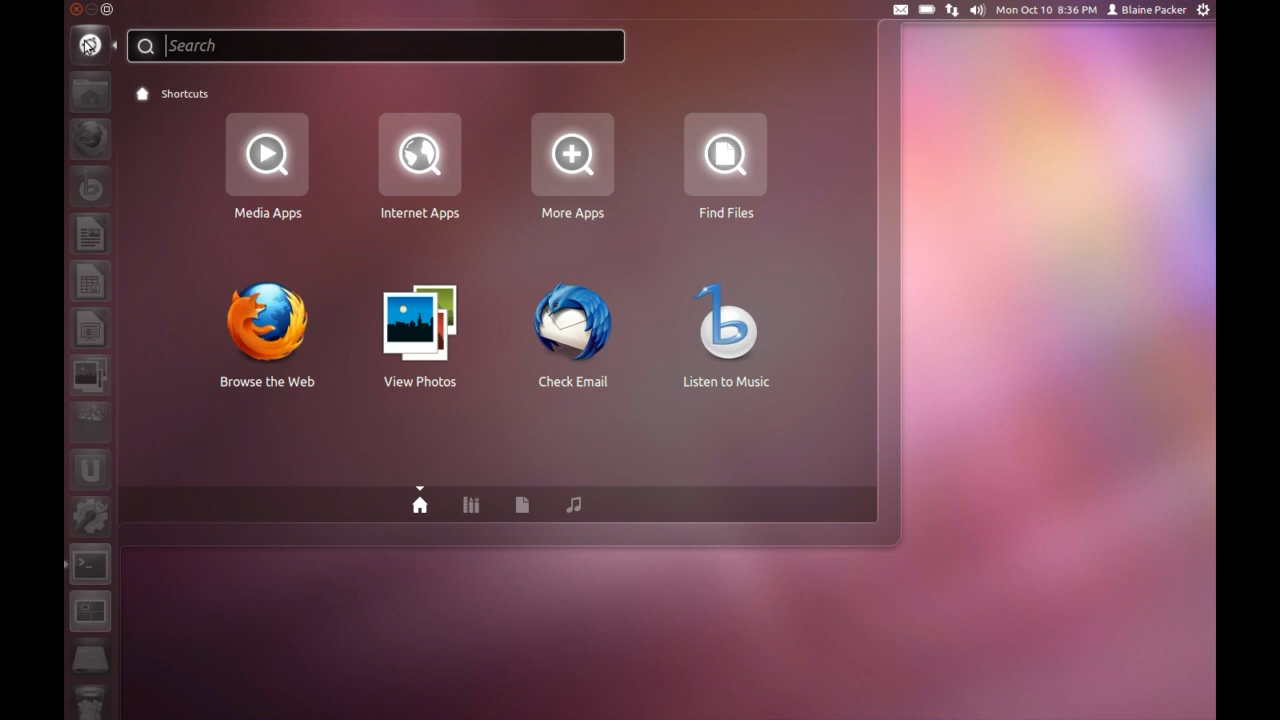 Mon Oct 10 8:36 PM Blaine Packer
Search
Shortcuts
Media Apps Internet Apps More Apps Find Files
Browse the Web View Photos Check Email Listen to Music